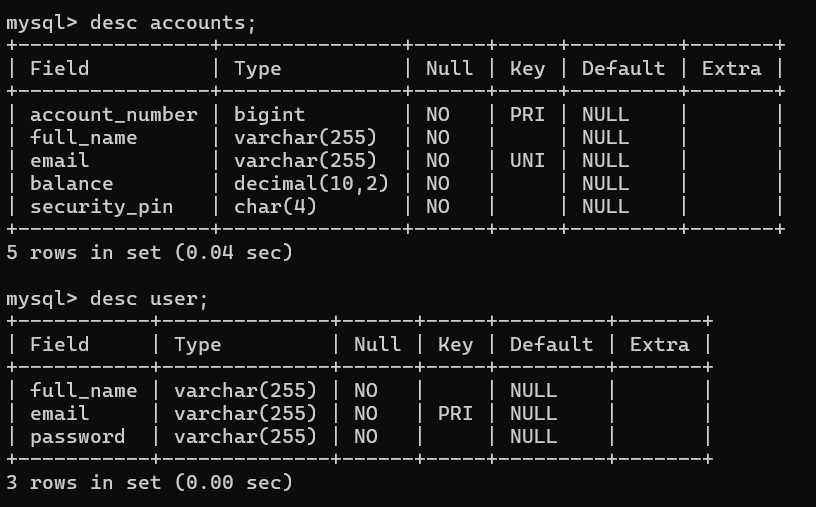 mysql> desc accounts;
+----------------+---------------+------+-----+---------+-------+
| Field          | Type          | Null | Key | Default | Extra |
+----------------+---------------+------+-----+---------+-------+
| account_number | bigint        | NO   | PRI | NULL    |       |
| full_name      | varchar(255)  | NO   |     | NULL    |       |
| email          | varchar(255)  | NO   | UNI | NULL    |       |
| balance        | decimal(10,2) | NO   |     | NULL    |       |
| security_pin   | char(4)       | NO   |     | NULL    |       |
+----------------+---------------+------+-----+---------+-------+
5 rows in set (0.04 sec)

mysql> desc user;
+-----------+--------------+------+-----+---------+-------+
| Field     | Type         | Null | Key | Default | Extra |
+-----------+--------------+------+-----+---------+-------+
| full_name | varchar(255) | NO   |     | NULL    |       |
| email     | varchar(255) | NO   | PRI | NULL    |       |
| password  | varchar(255) | NO   |     | NULL    |       |
+-----------+--------------+------+-----+---------+-------+
3 rows in set (0.00 sec)